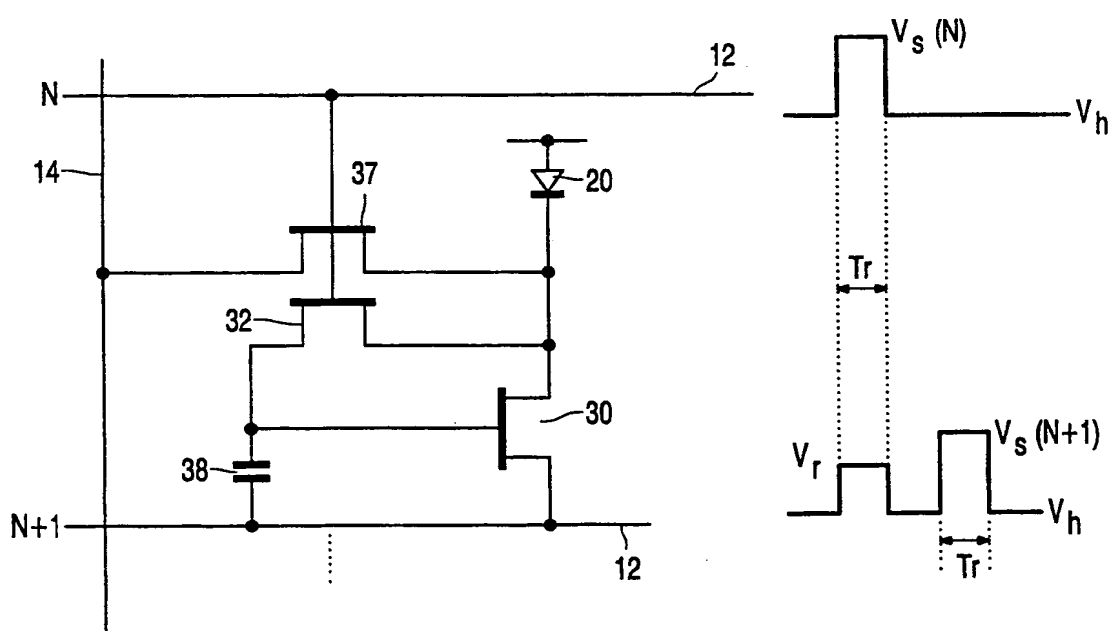 N
12
V_s (N)
V_h
14
37
20
Tr
32
30
V_r
V_s (N+1)
38
N+1
V_h
12
Tr